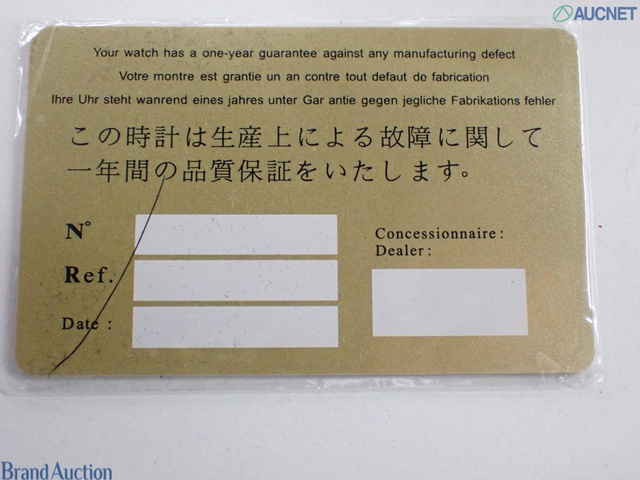 AUCNET
Your watch has a one-year guarantee against any manufacturing defect
Votre montre est grantie un an contre tout defaut de fabrication
Ihre Uhr steht wanrend eines jahres unter Gar antie gegen jegliche Fabrikations fehler
この時計は生産上による故障に関して
一年間の品質保証をいたします。
N°
Ref.
Date :
Concessionnaire :
Dealer :
Brand Auction